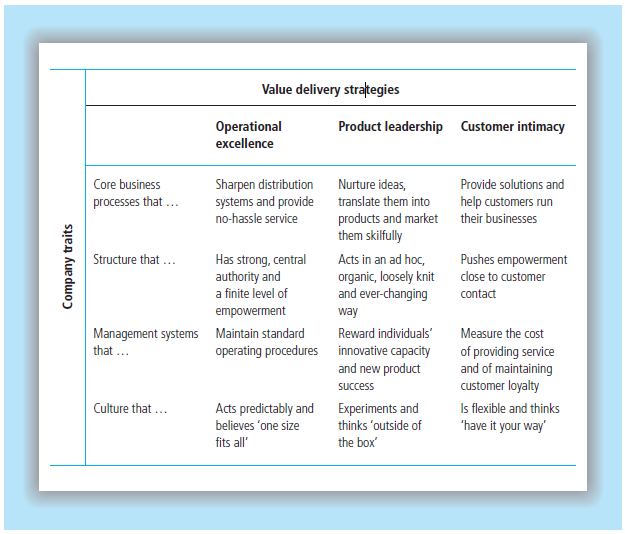 Value delivery strategies
Operational
excellence
Product leadership
Customer intimacy
Company traits
Core business
processes that …
Sharpen distribution
systems and provide
no-hassle service
Nurture ideas,
translate them into
products and market
them skilfully
Provide solutions and
help customers run
their businesses
Structure that …
Has strong, central
authority and
a finite level of
empowerment
Acts in an ad hoc,
organic, loosely knit
and ever-changing
way
Pushes empowerment
close to customer
contact
Management systems
that …
Maintain standard
operating procedures
Reward individuals’
innovative capacity
and new product
success
Measure the cost
of providing service
and of maintaining
customer loyalty
Culture that …
Acts predictably and
believes ‘one size
fits all’
Experiments and
thinks ‘outside of
the box’
Is flexible and thinks
‘have it your way’